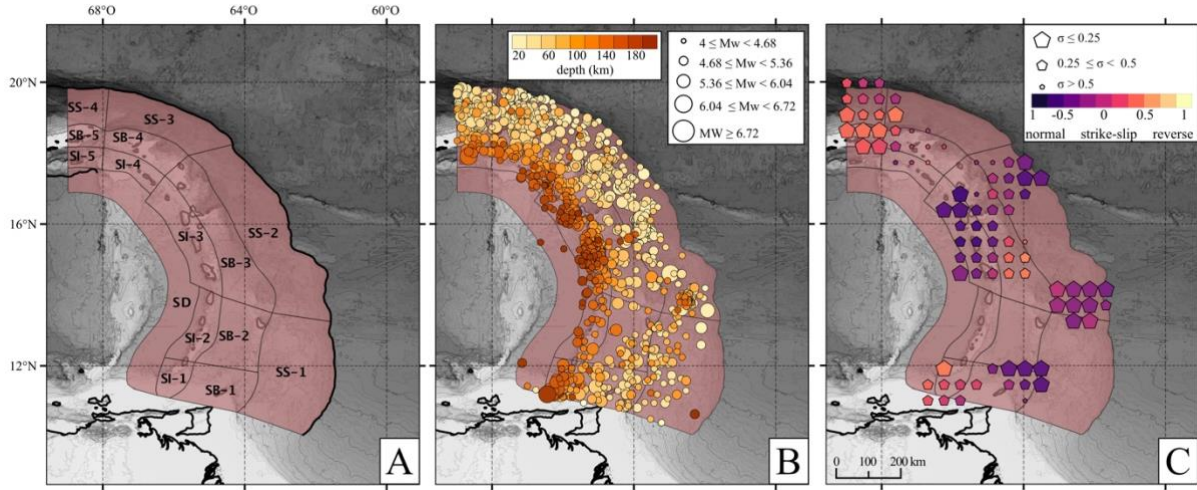 68°0
64°0
60°0
20°N
16°N
12°N
SS-4
SS-3
SB-5
SB-4
SI-5
SI-4
SI-3
SS-2
SB-3
SD
SI-2
SB-2
SS-1
SI-1
SB-1
A
20 60 100 140 180
depth (km)
4 ≤ Mw < 4.68
4.68 ≤ Mw < 5.36
5.36 ≤ Mw < 6.04
6.04 ≤ Mw < 6.72
MW ≥ 6.72
B
σ ≤ 0.25
0.25 ≤ σ < 0.5
σ > 0.5
1 -0.5 0 0.5 1
normal strike-slip reverse
0 100 200 km
C